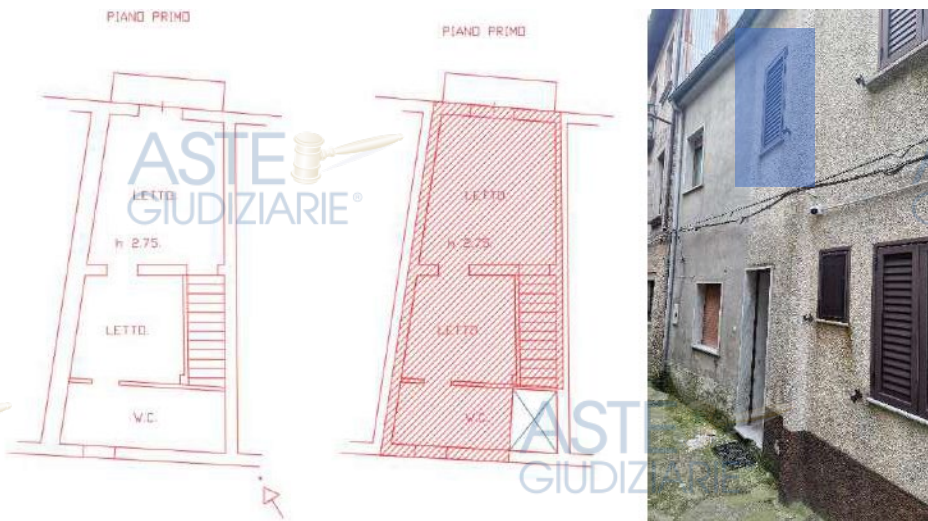 PIANO PRIMO
PIANO PRIMO
ASTE
GIUDIZIARIE®
LETTO.
LETTO.
h 2.75.
h 2.75.
LETTO.
LETTO.
W.C.
W.C.
ASTE
GIUDIZIARIE